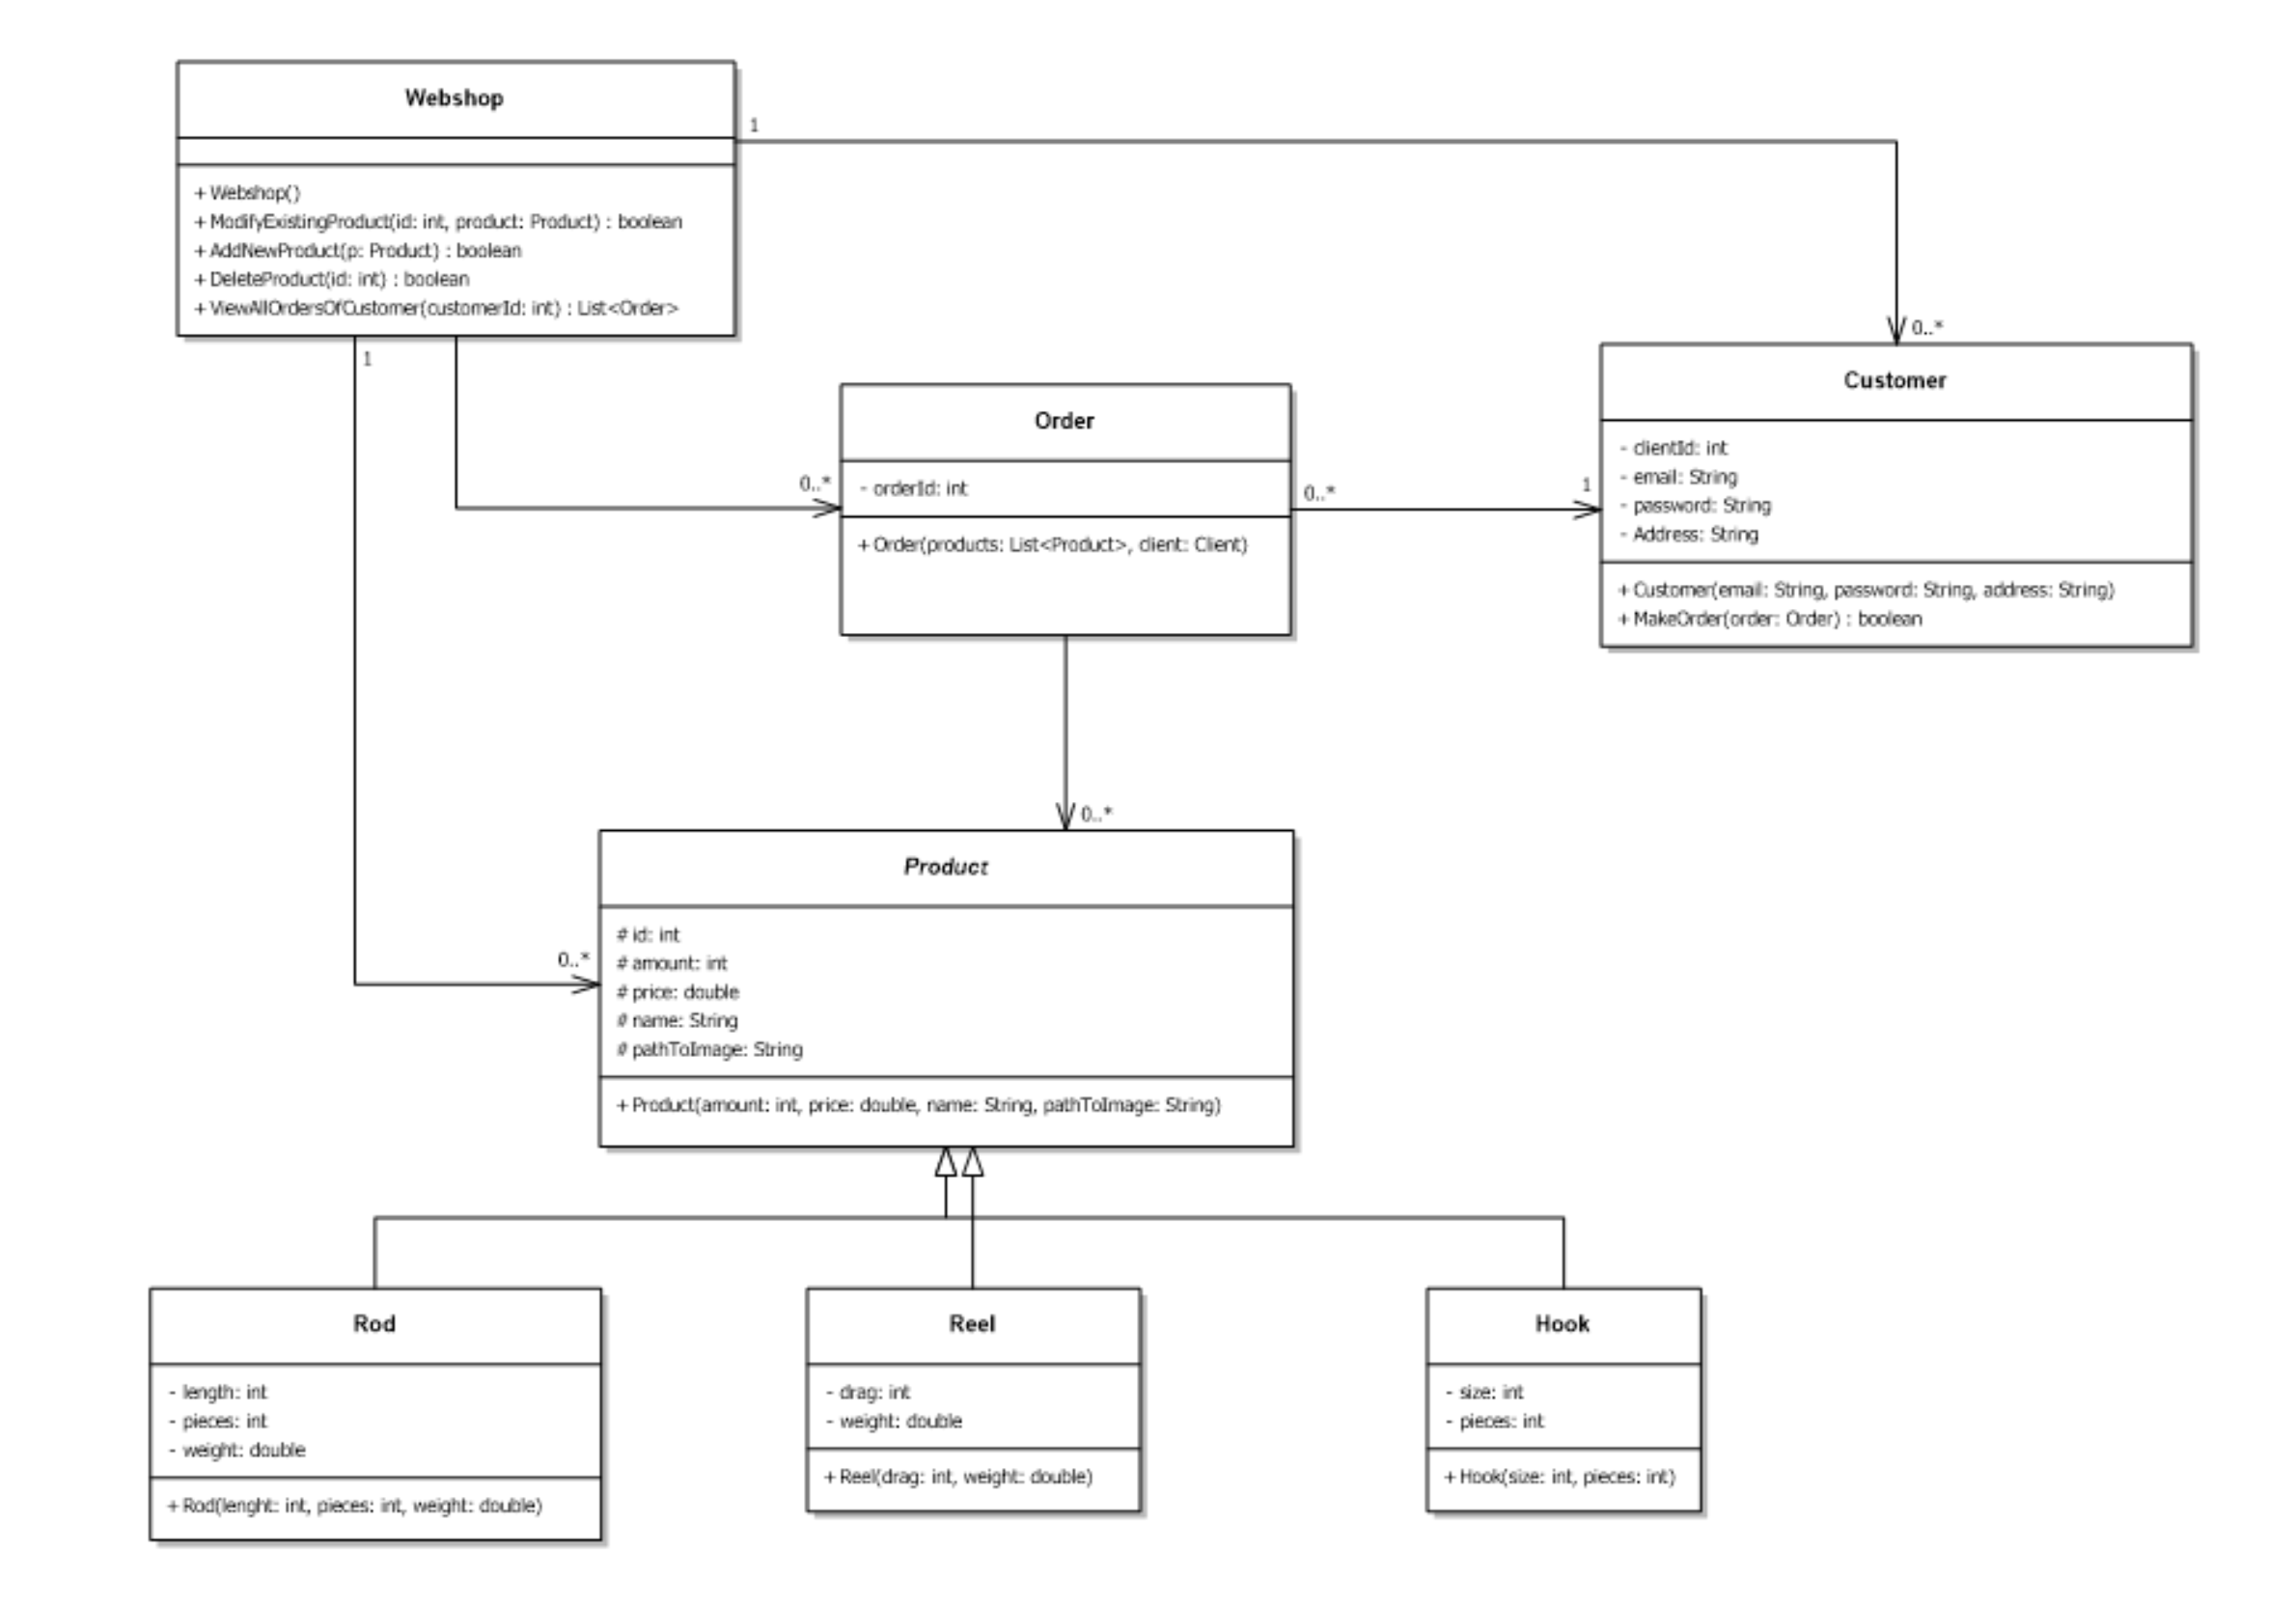 Webshop
+ Webshop()
+ ModifyExistingProduct(id: int, product: Product) : boolean
+ AddNewProduct(p: Product) : boolean
+ DeleteProduct(id: int) : boolean
+ ViewAllOrdersOfCustomer(customerId: int) : List<Order>
1
1
0..*
0..*
Order
- orderId: int
+ Order(products: List<Product>, client: Client)
0..*
1
Customer
- clientId: int
- email: String
- password: String
- Address: String
+ Customer(email: String, password: String, address: String)
+ MakeOrder(order: Order) : boolean
0..*
0..*
Product
# id: int
# amount: int
# price: double
# name: String
# pathToImage: String
+ Product(amount: int, price: double, name: String, pathToImage: String)
Rod
- length: int
- pieces: int
- weight: double
+ Rod(lenght: int, pieces: int, weight: double)
Reel
- drag: int
- weight: double
+ Reel(drag: int, weight: double)
Hook
- size: int
- pieces: int
+ Hook(size: int, pieces: int)